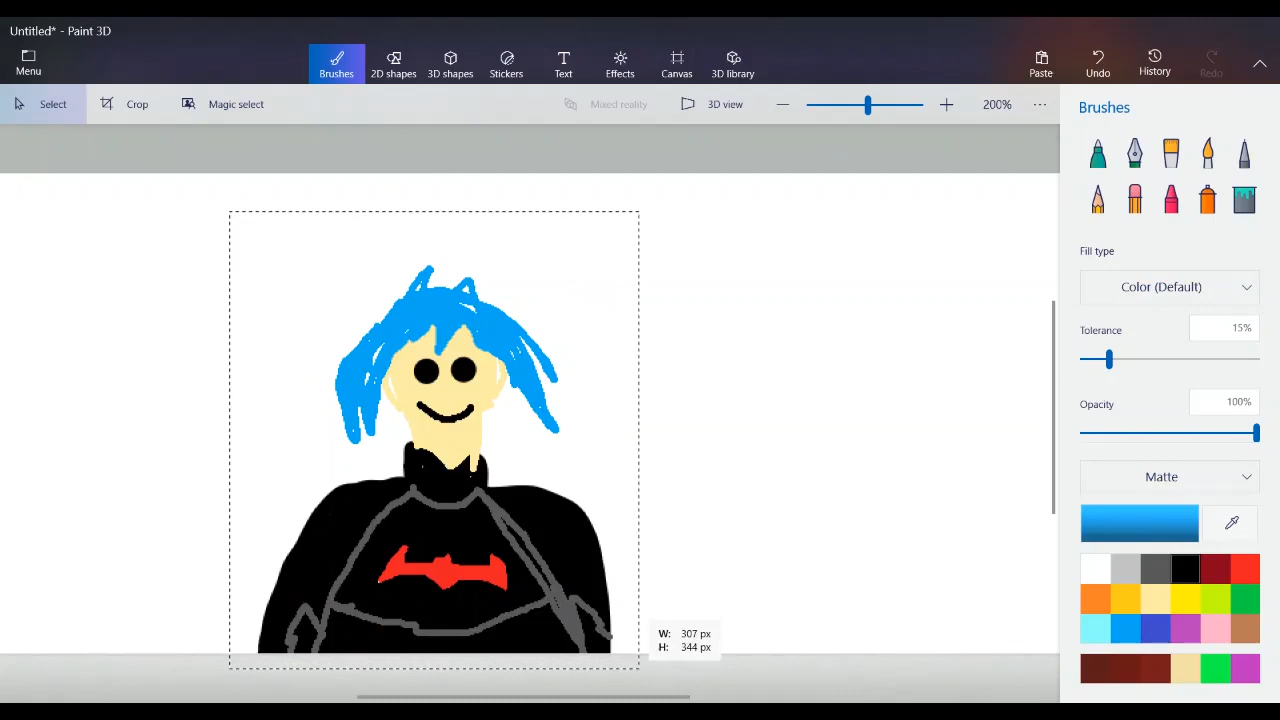 Untitled* - Paint 3D
Menu
Brushes
2D shapes
3D shapes
Stickers
Text
Effects
Canvas
3D library
Paste
Undo
History
Redo
Select
Crop
Magic select
Mixed reality
3D view
200%
Brushes
Fill type
Color (Default)
Tolerance
15%
Opacity
100%
Matte
W: 307 px
H: 344 px